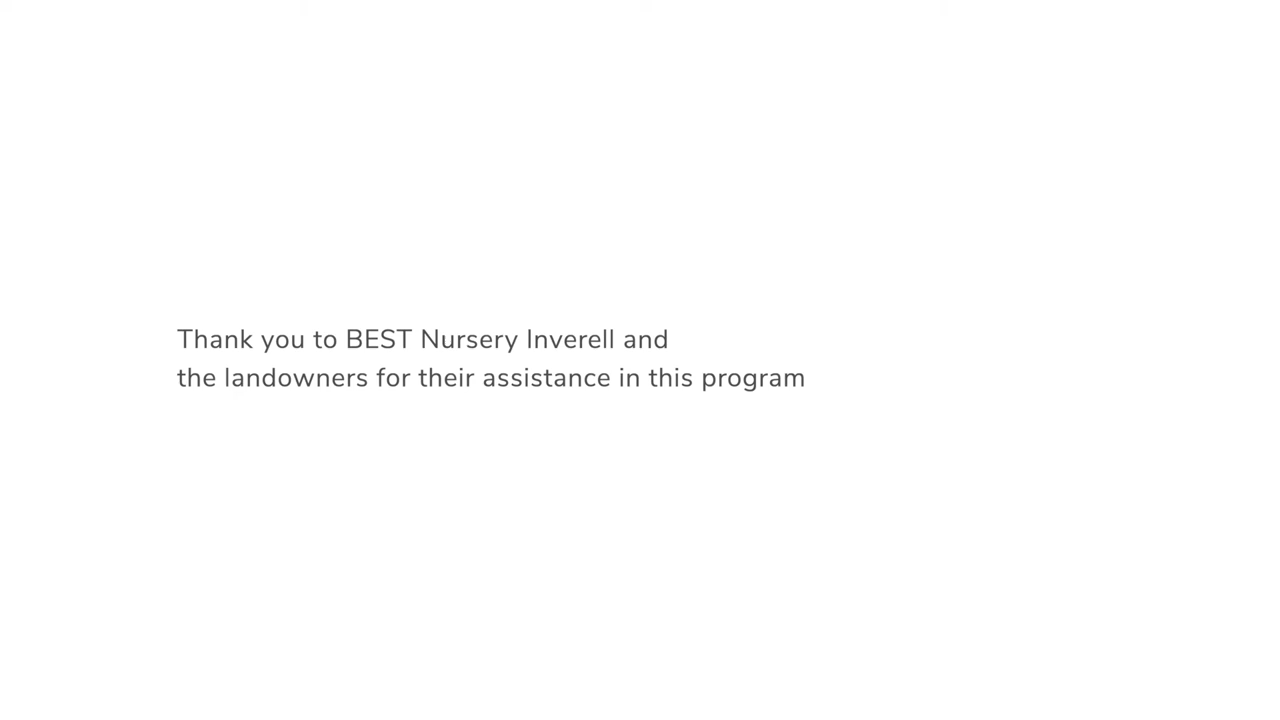 Thank you to BEST Nursery Inverell and
the landowners for their assistance in this program